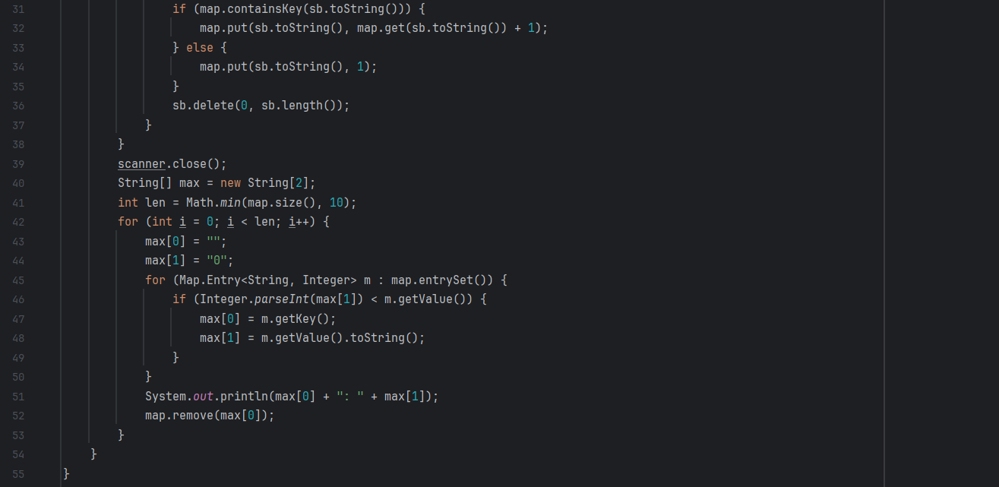 31 if (map.containsKey(sb.toString())) {
32 map.put(sb.toString(), map.get(sb.toString()) + 1);
33 } else {
34 map.put(sb.toString(), 1);
35 }
36 sb.delete(0, sb.length());
37 }
38 }
39 scanner.close();
40 String[] max = new String[2];
41 int len = Math.min(map.size(), 10);
42 for (int i = 0; i < len; i++) {
43 max[0] = "";
44 max[1] = "0";
45 for (Map.Entry<String, Integer> m : map.entrySet()) {
46 if (Integer.parseInt(max[1]) < m.getValue()) {
47 max[0] = m.getKey();
48 max[1] = m.getValue().toString();
49 }
50 }
51 System.out.println(max[0] + ": " + max[1]);
52 map.remove(max[0]);
53 }
54 }
55 }